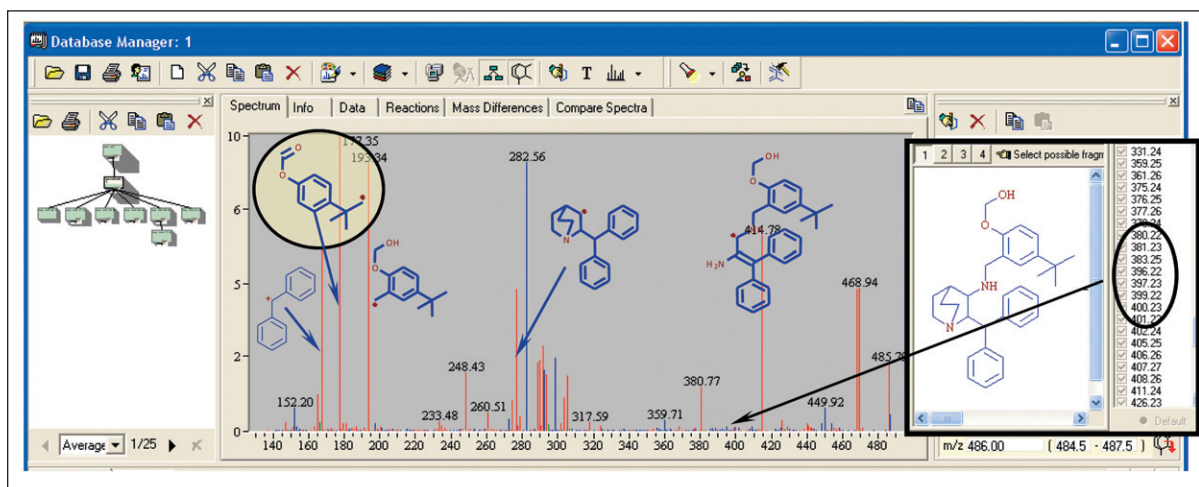 Database Manager: 1
T
Spectrum Info Data Reactions Mass Differences Compare Spectra
10
6
5
2
0
177.35
193.34
282.56
414.78
468.94
485.79
248.43
380.77
152.20
233.48
260.51
317.59
359.71
449.92
140 160 180 200 220 240 260 280 300 320 340 360 380 400 420 440 460 480
O
O
OH
O
N
OH
O
H₂N
OH
O
NH
N
1 2 3 4 Select possible fragm
331.24
359.25
361.26
375.24
376.25
377.26
379.24
380.22
381.23
383.25
396.22
397.23
399.22
400.23
401.23
402.24
405.25
406.26
407.27
408.26
411.24
426.23
Default
Average 1/25
m/z 486.00 ( 484.5 - 487.5 )